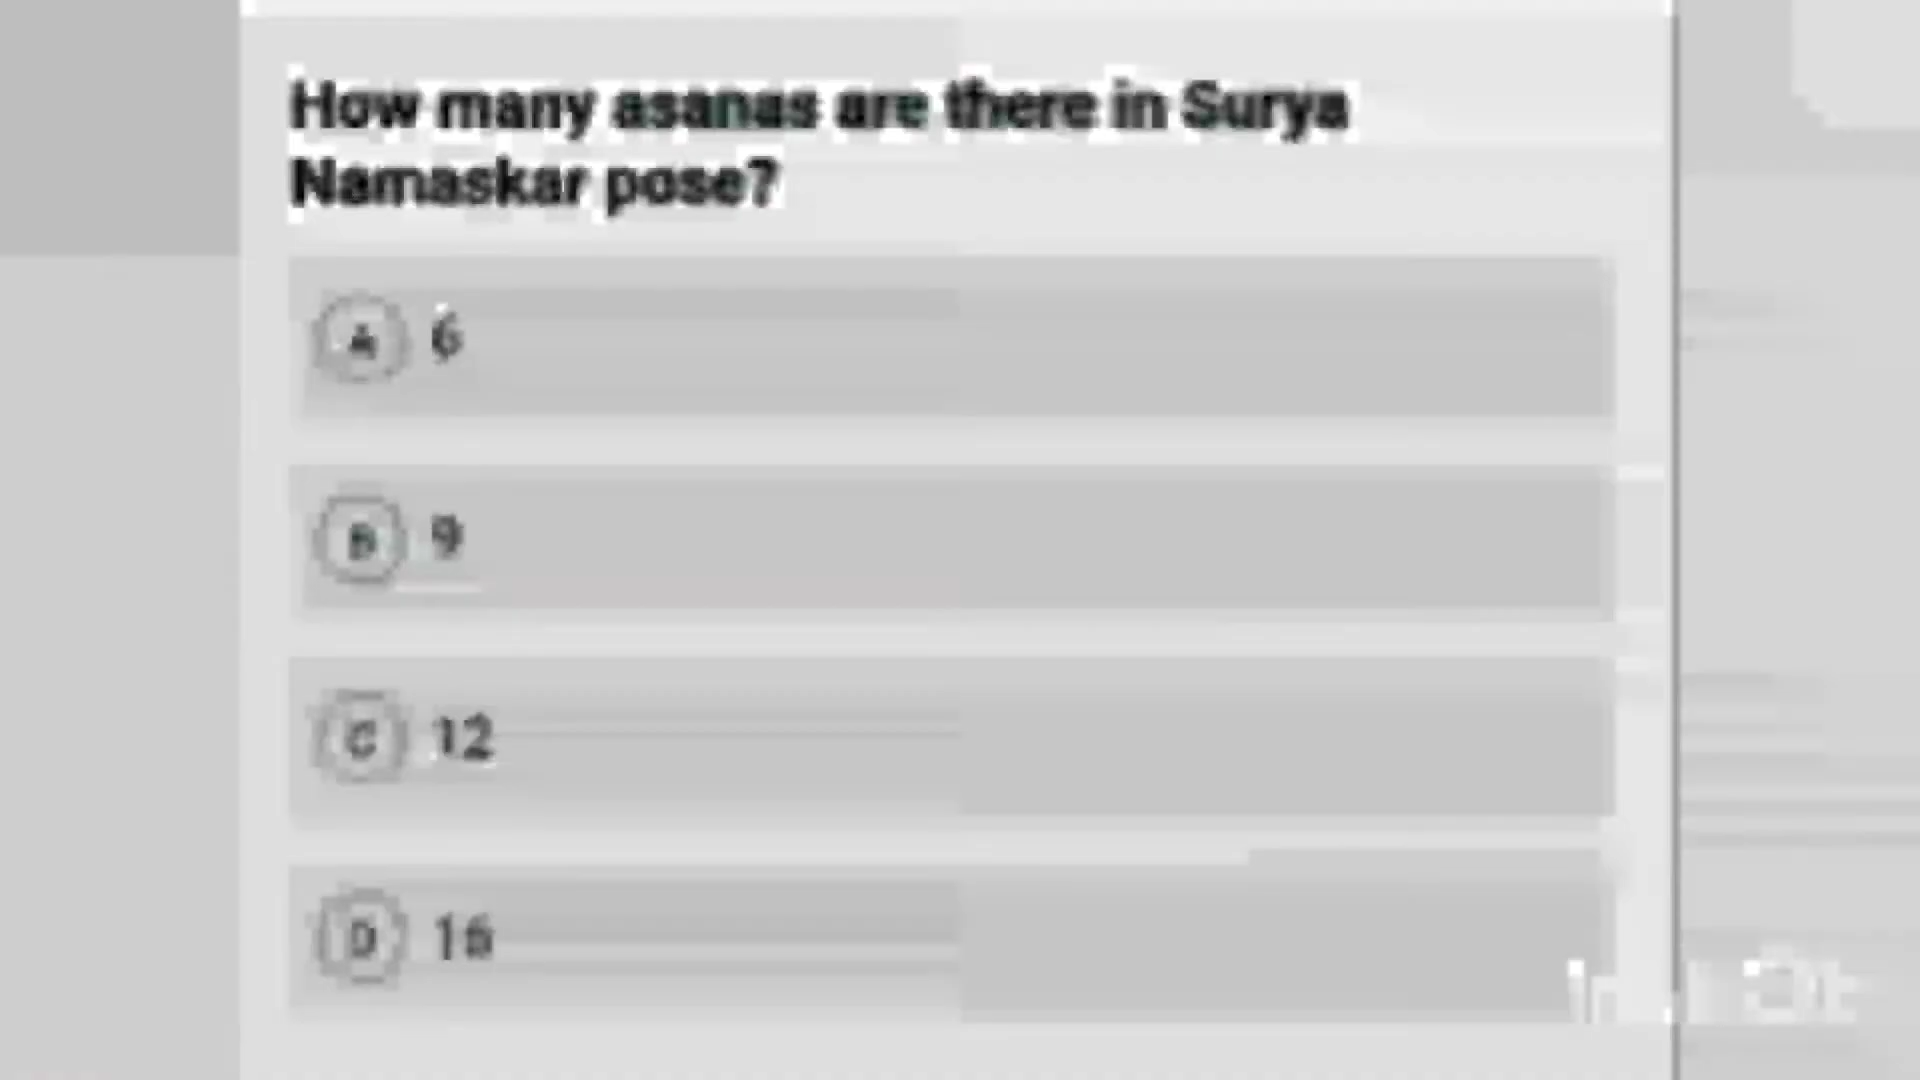 How many asanas are there in Surya
Namaskar pose?
A 6
B 9
C 12
D 16